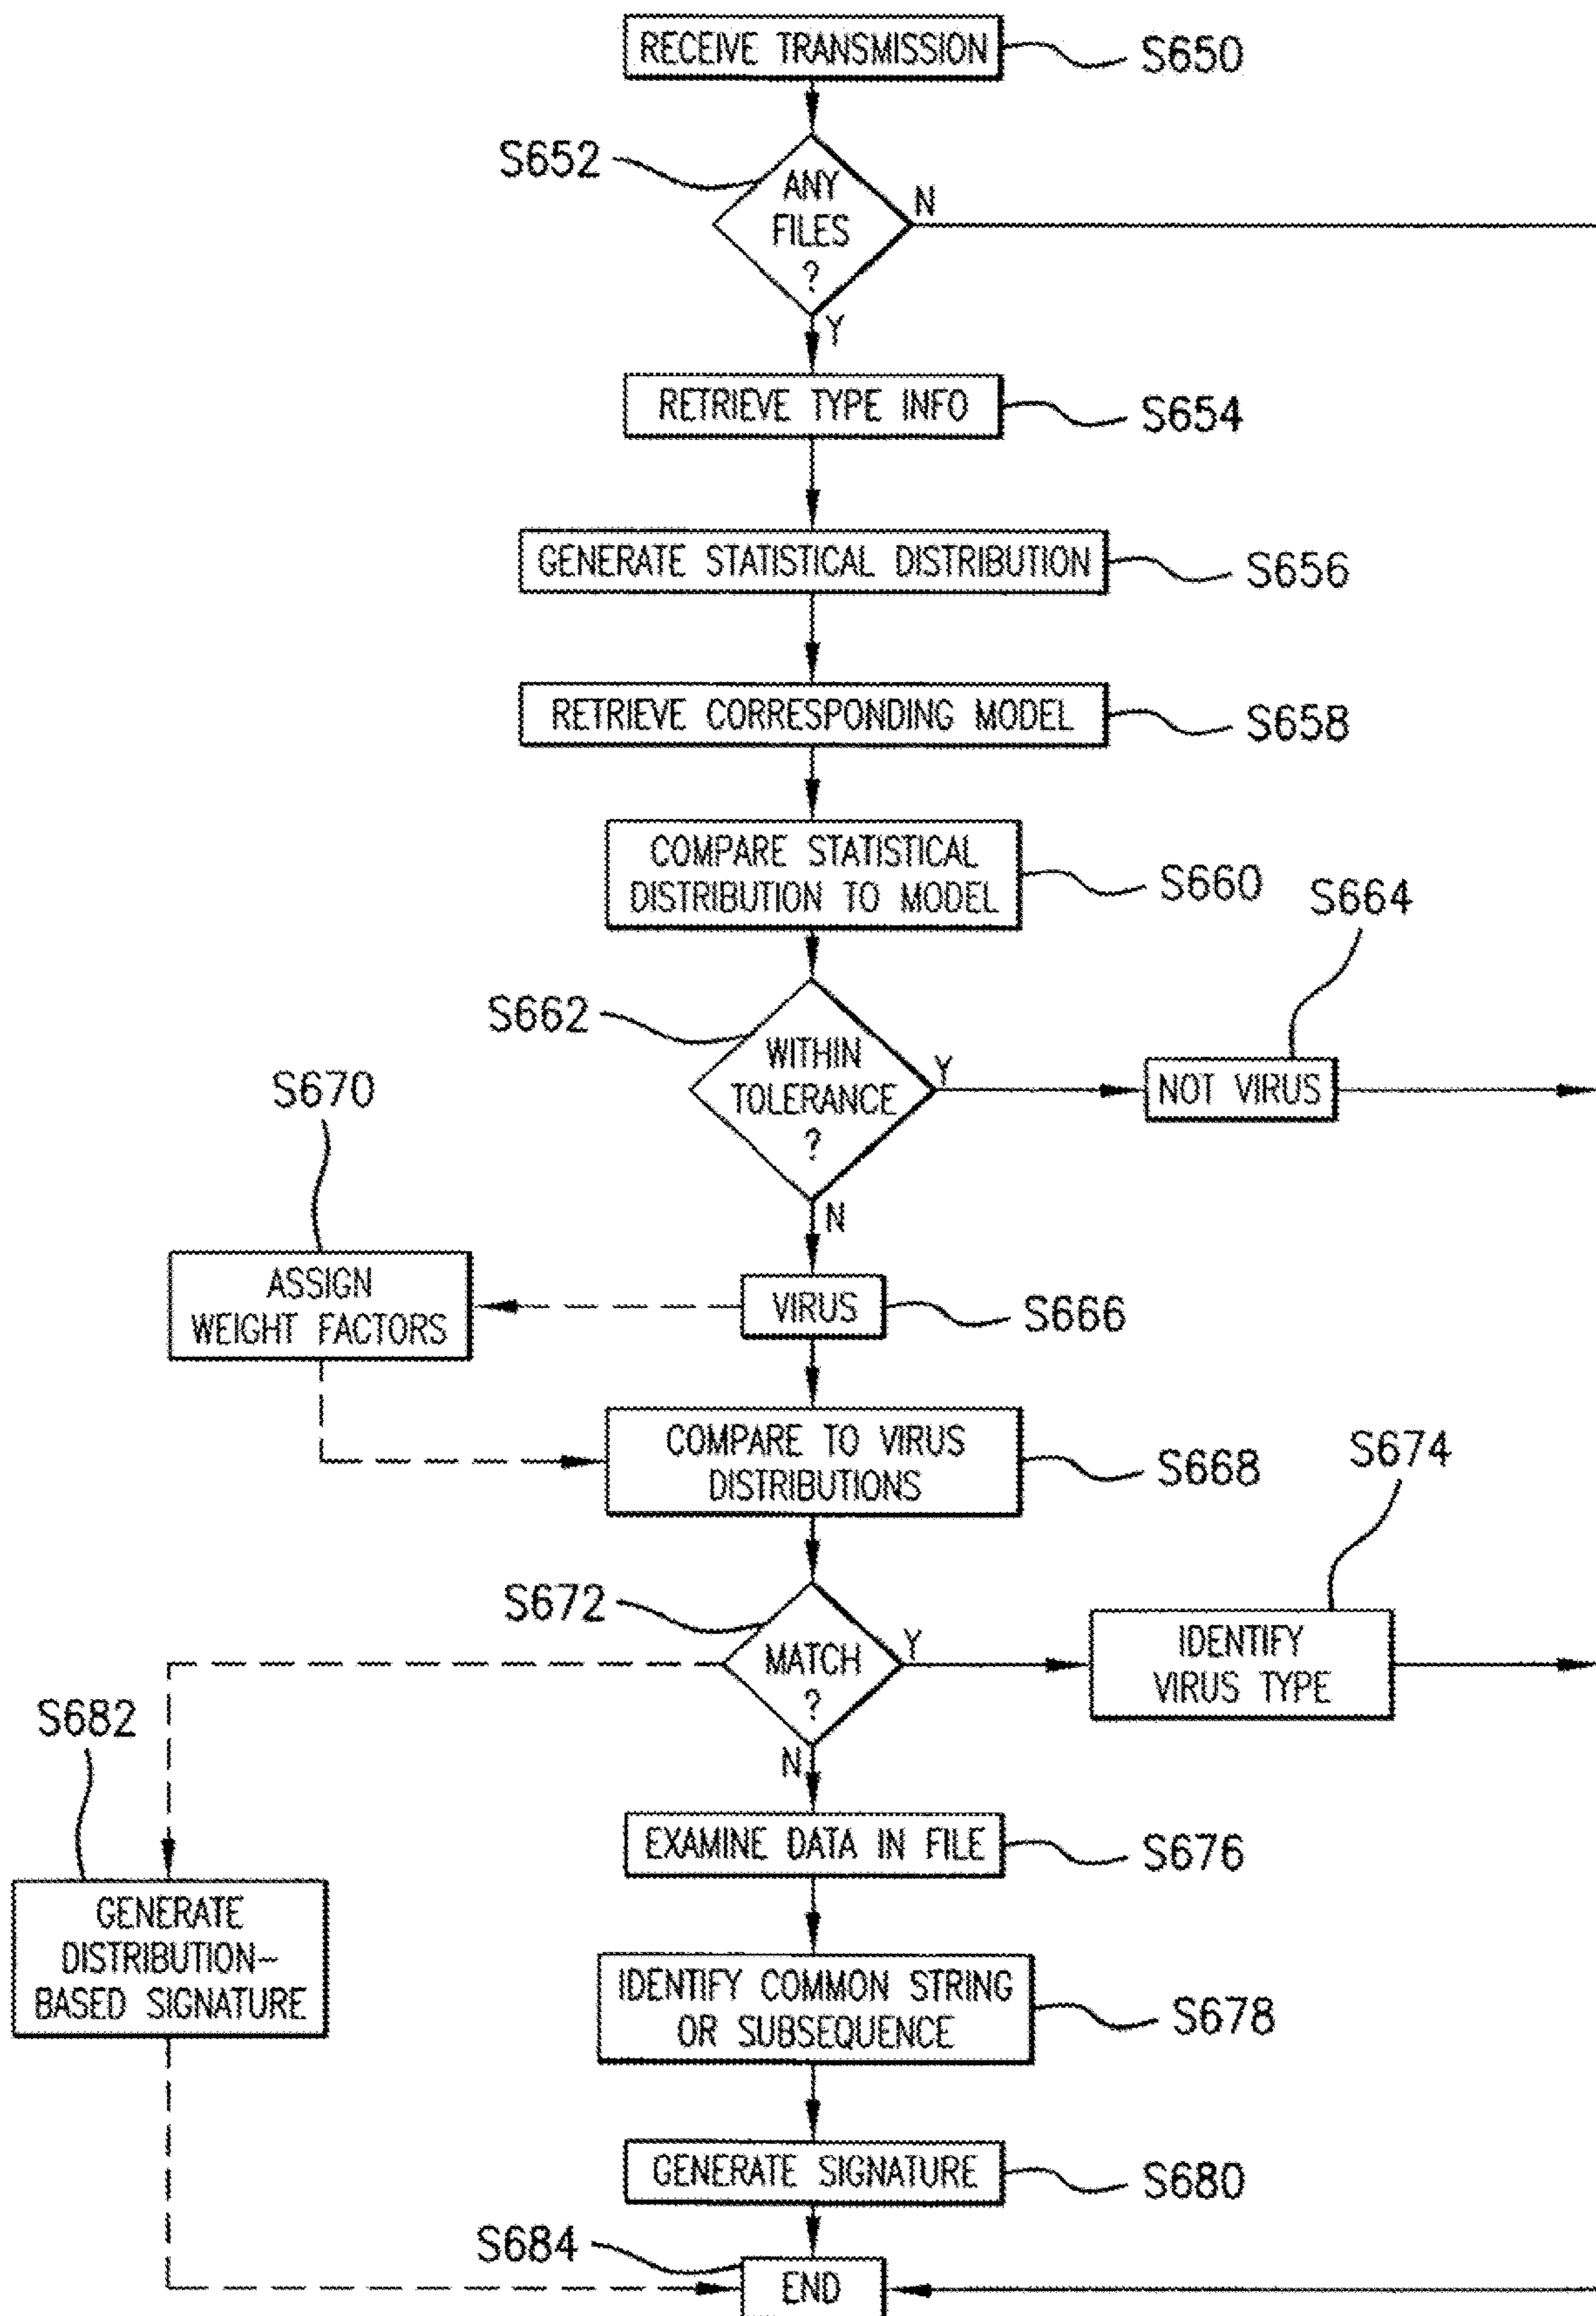 RECEIVE TRANSMISSION
S650
S652
ANY
FILES
?
N
Y
RETRIEVE TYPE INFO
S654
GENERATE STATISTICAL DISTRIBUTION
S656
RETRIEVE CORRESPONDING MODEL
S658
COMPARE STATISTICAL
DISTRIBUTION TO MODEL
S660
S664
S662
WITHIN
TOLERANCE
?
Y
NOT VIRUS
N
S670
ASSIGN
WEIGHT FACTORS
VIRUS
S666
COMPARE TO VIRUS
DISTRIBUTIONS
S668
S674
S672
MATCH
?
Y
IDENTIFY
VIRUS TYPE
N
S682
EXAMINE DATA IN FILE
S676
GENERATE
DISTRIBUTION-
BASED SIGNATURE
IDENTIFY COMMON STRING
OR SUBSEQUENCE
S678
GENERATE SIGNATURE
S680
S684
END